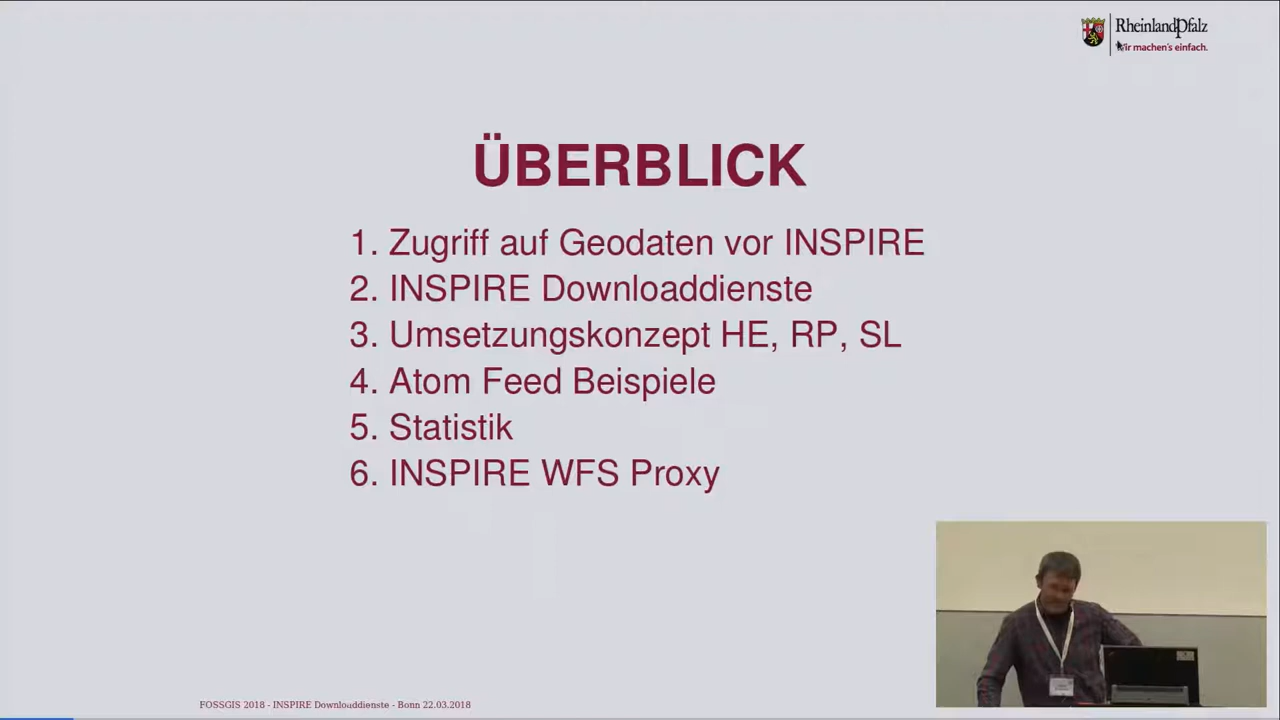 RheinlandPfalz
Wir machen's einfach.
ÜBERBLICK
1. Zugriff auf Geodaten vor INSPIRE
2. INSPIRE Downloaddienste
3. Umsetzungskonzept HE, RP, SL
4. Atom Feed Beispiele
5. Statistik
6. INSPIRE WFS Proxy
FOSSGIS 2018 - INSPIRE Downloaddienste - Bonn 22.03.2018